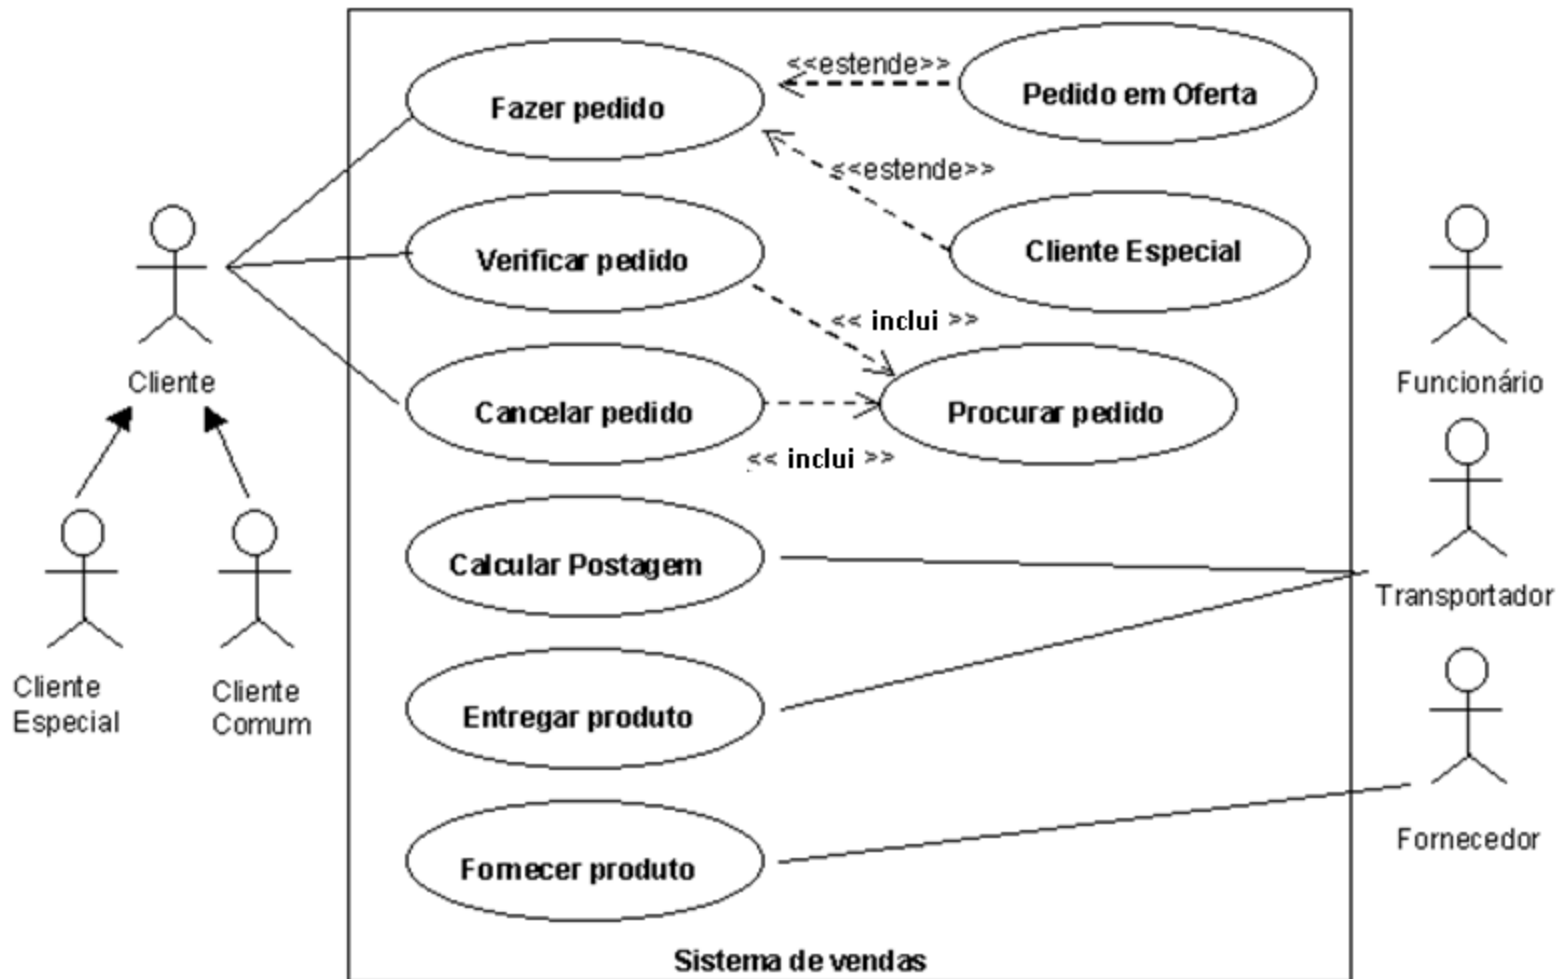 <<estende>>
Fazer pedido
Pedido em Oferta
<<estende>>
Verificar pedido
Cliente Especial
<< inclui >>
Cliente
Funcionário
Cancelar pedido
Procurar pedido
<< inclui >>
Calcular Postagem
Transportador
Cliente
Especial
Cliente
Comum
Entregar produto
Fornecedor
Fornecer produto
Sistema de vendas